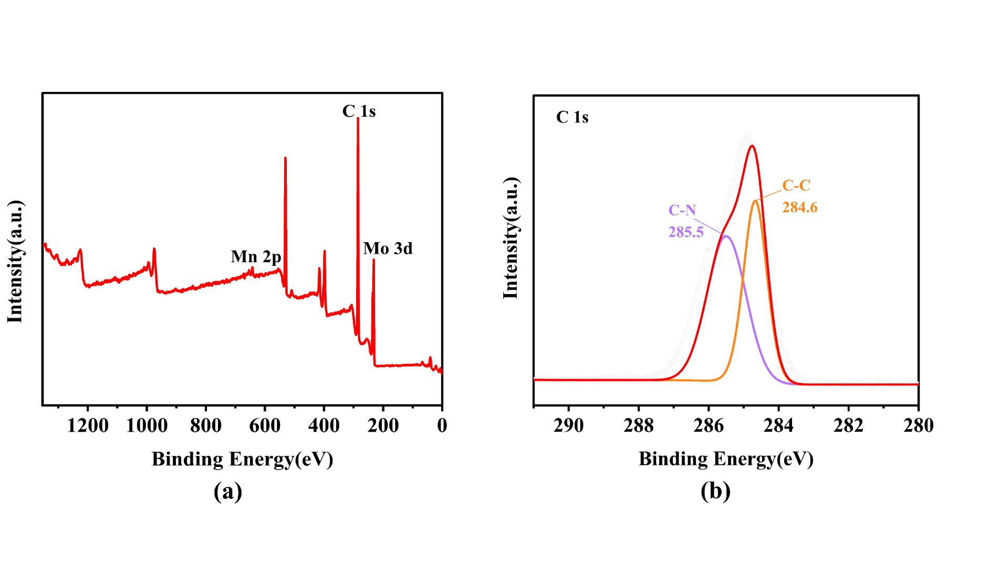 C 1s
Mn 2p
Mo 3d
Intensity(a.u.)
1200 1000 800 600 400 200 0
Binding Energy(eV)
(a)
C 1s
C-C
284.6
C-N
285.5
Intensity(a.u.)
290 288 286 284 282 280
Binding Energy(eV)
(b)